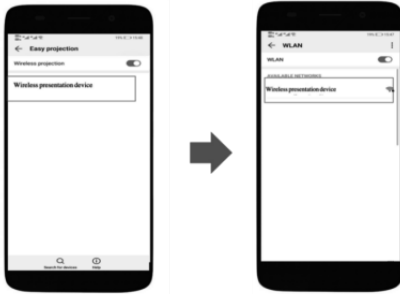 Easy projection
Wireless projection
Wireless presentation device
Search for devices
Help
WLAN
WLAN
AVAILABLE NETWORKS
Wireless presentation device